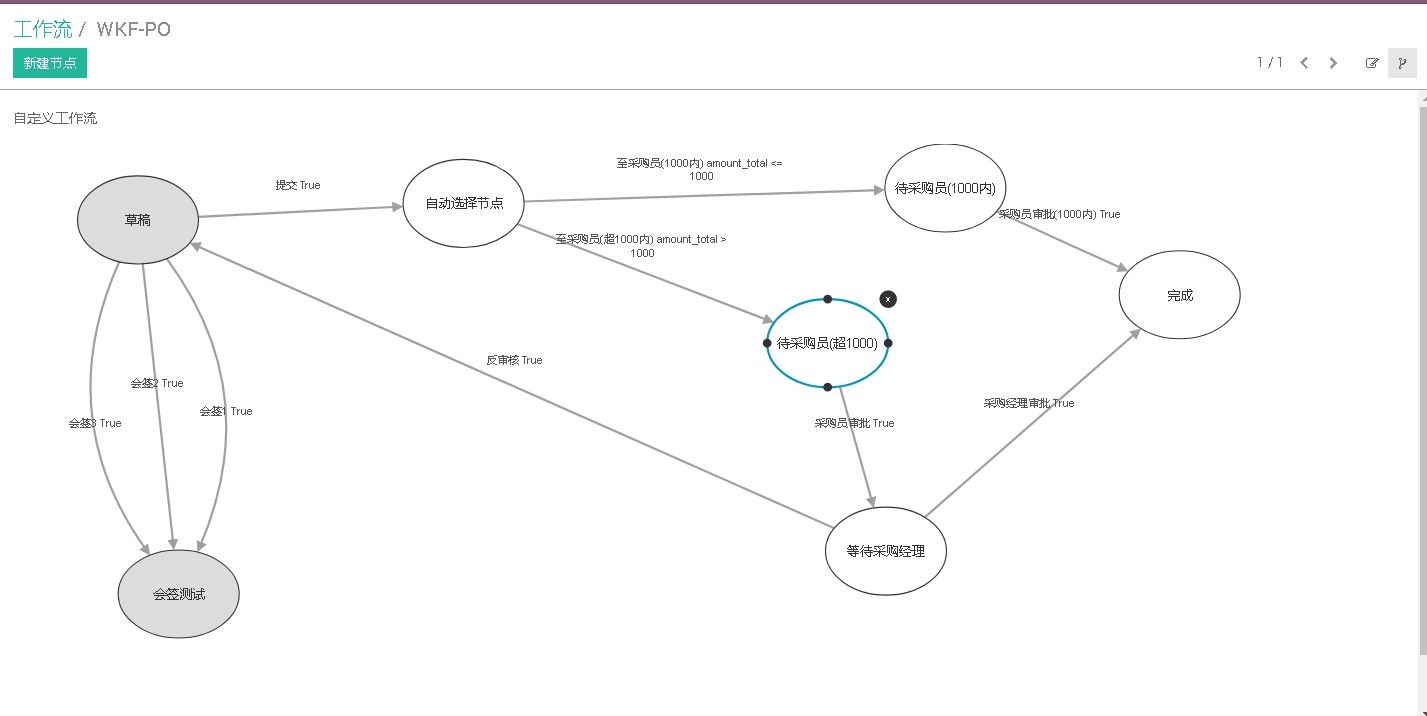 工作流 / WKF-PO
新建节点
1 / 1
自定义工作流
草稿
提交 True
自动选择节点
至采购员(1000内) amount_total <=
1000
待采购员(1000内)
采购员审批(1000内) True
至采购员(超1000内) amount_total >
1000
完成
x
待采购员(超1000)
反审核 True
会签2 True
会签1 True
会签3 True
采购员审批 True
采购经理审批 True
等待采购经理
会签测试